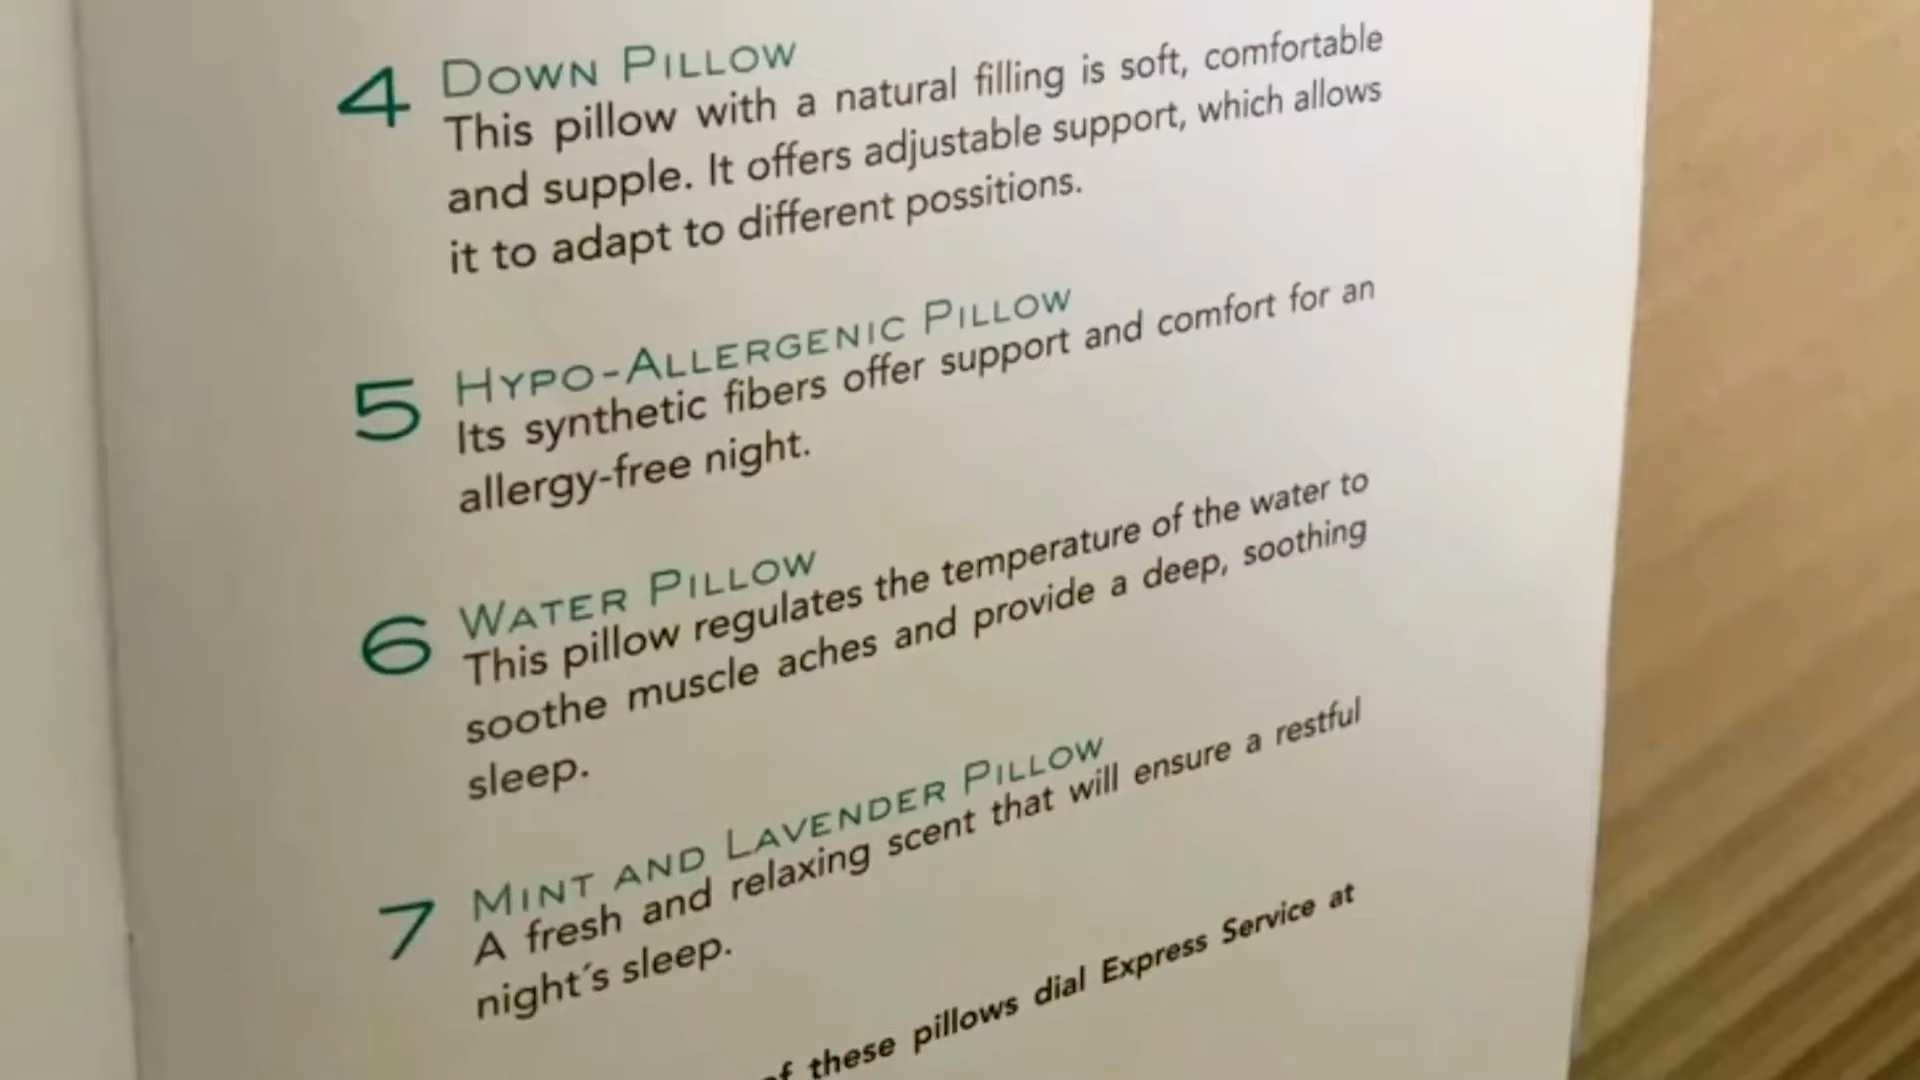 4 DOWN PILLOW
This pillow with a natural filling is soft, comfortable
and supple. It offers adjustable support, which allows
it to adapt to different possitions.
5 HYPO-ALLERGENIC PILLOW
Its synthetic fibers offer support and comfort for an
allergy-free night.
6 WATER PILLOW
This pillow regulates the temperature of the water to
soothe muscle aches and provide a deep, soothing
sleep.
7 MINT AND LAVENDER PILLOW
A fresh and relaxing scent that will ensure a restful
night´s sleep.
of these pillows dial Express Service at